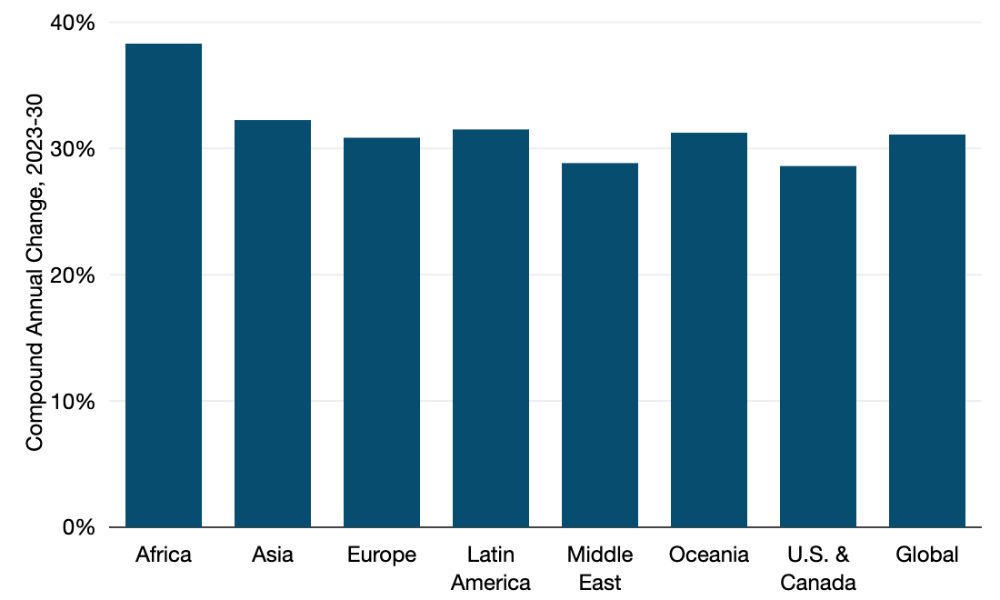 Compound Annual Change, 2023-30
40%
30%
20%
10%
0%
Africa
Asia
Europe
Latin
America
Middle
East
Oceania
U.S. &
Canada
Global